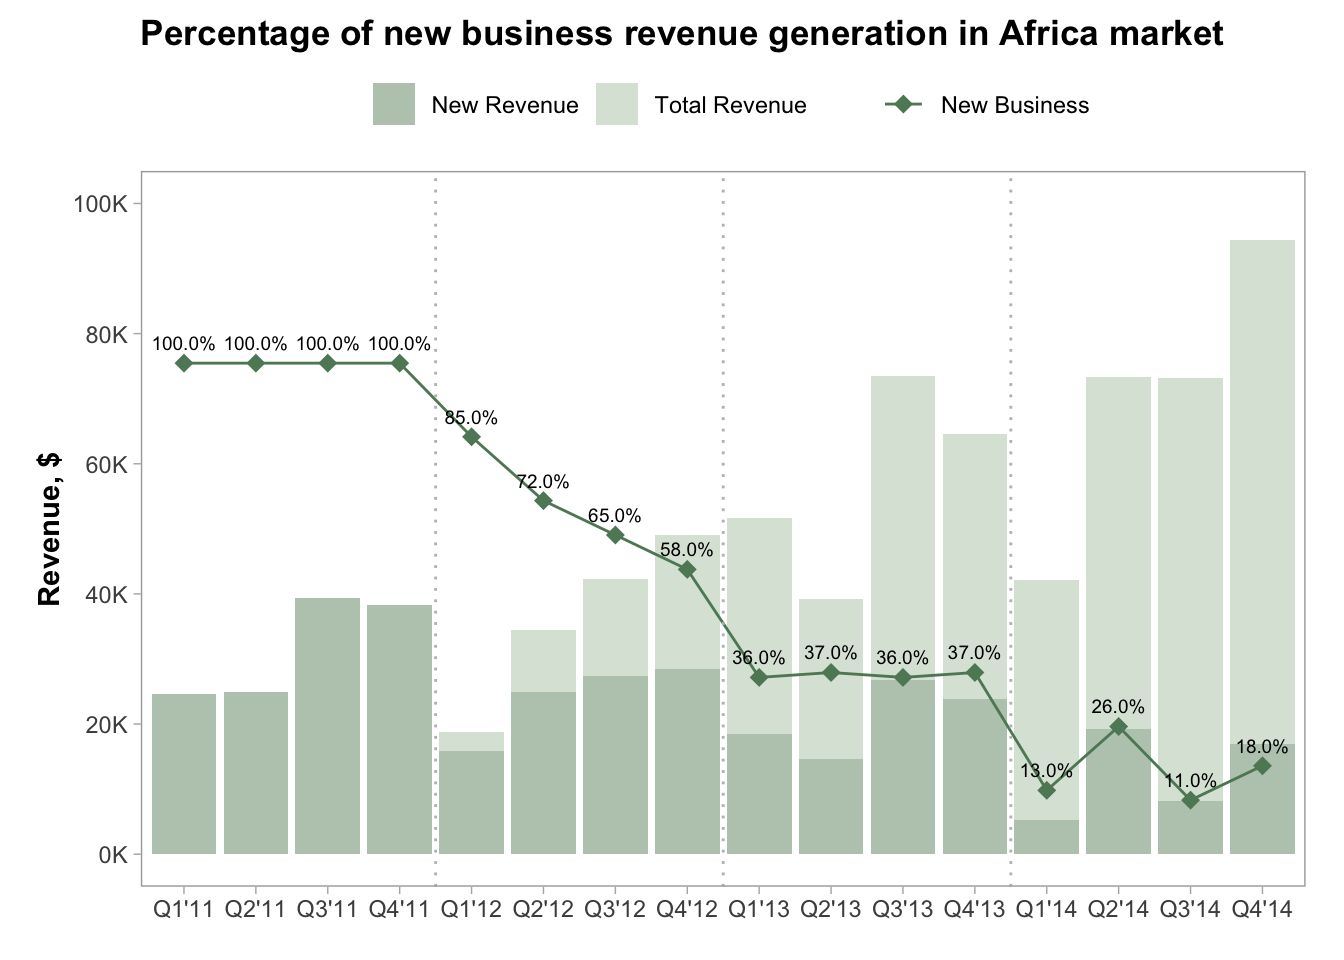 Percentage of new business revenue generation in Africa market
New Revenue Total Revenue New Business
Revenue, $
100K
80K
60K
40K
20K
0K
100.0% 100.0% 100.0% 100.0%
85.0%
72.0%
65.0%
58.0%
36.0% 37.0% 36.0% 37.0%
13.0%
26.0%
11.0%
18.0%
Q1'11 Q2'11 Q3'11 Q4'11 Q1'12 Q2'12 Q3'12 Q4'12 Q1'13 Q2'13 Q3'13 Q4'13 Q1'14 Q2'14 Q3'14 Q4'14